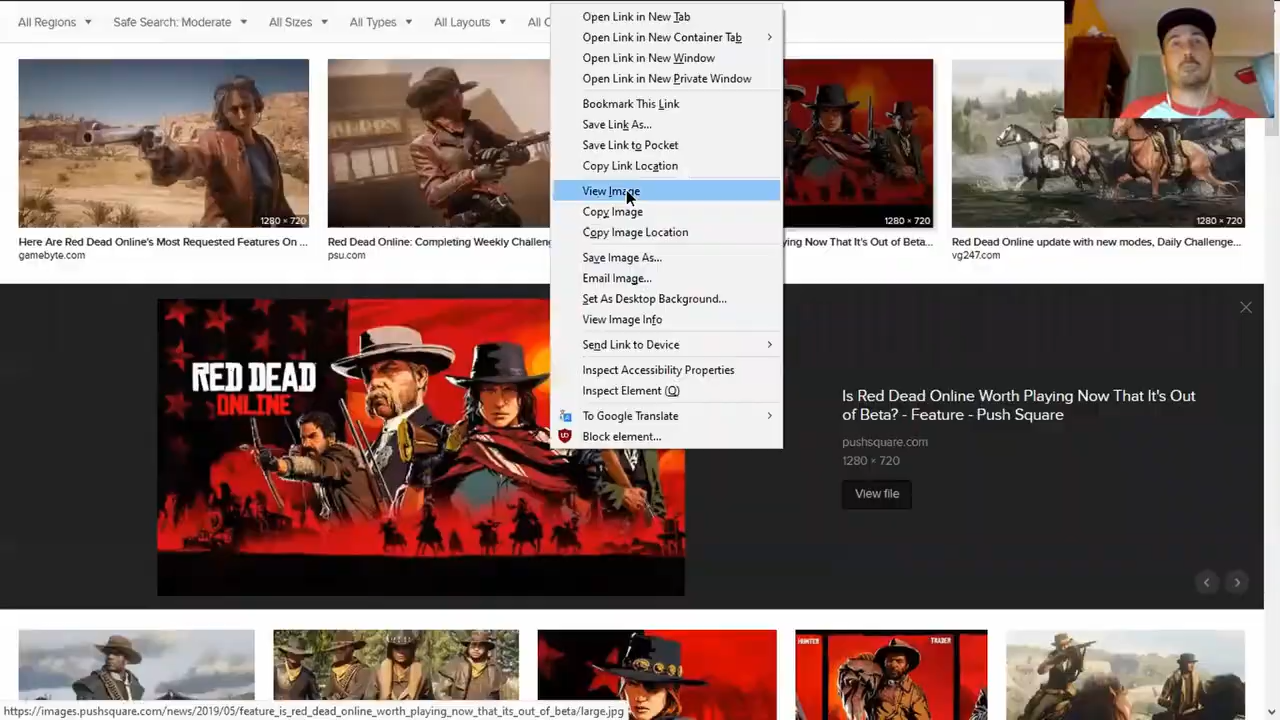 All Regions
Safe Search: Moderate
All Sizes
All Types
All Layouts
Open Link in New Tab
Open Link in New Container Tab
Open Link in New Window
Open Link in New Private Window
Bookmark This Link
Save Link As...
Save Link to Pocket
Copy Link Location
View Image
Copy Image
Copy Image Location
Save Image As...
Email Image...
Set As Desktop Background...
View Image Info
Send Link to Device
Inspect Accessibility Properties
Inspect Element (Q)
To Google Translate
Block element...
1280 × 720
Here Are Red Dead Online's Most Requested Features On ...
gamebyte.com
Red Dead Online: Completing Weekly
psu.com
1280 × 720
Now That It's Out of Beta...
1280 × 720
Red Dead Online update with new modes, Daily Challenge...
vg247.com
RED DEAD
ONLINE
Is Red Dead Online Worth Playing Now That It's Out
of Beta? - Feature - Push Square
pushsquare.com
1280 × 720
View file
HUNTER
TRADER
https://images.pushsquare.com/news/2019/05/feature_is_red_dead_online_worth_playing_now_that_its_out_of_beta/large.jpg